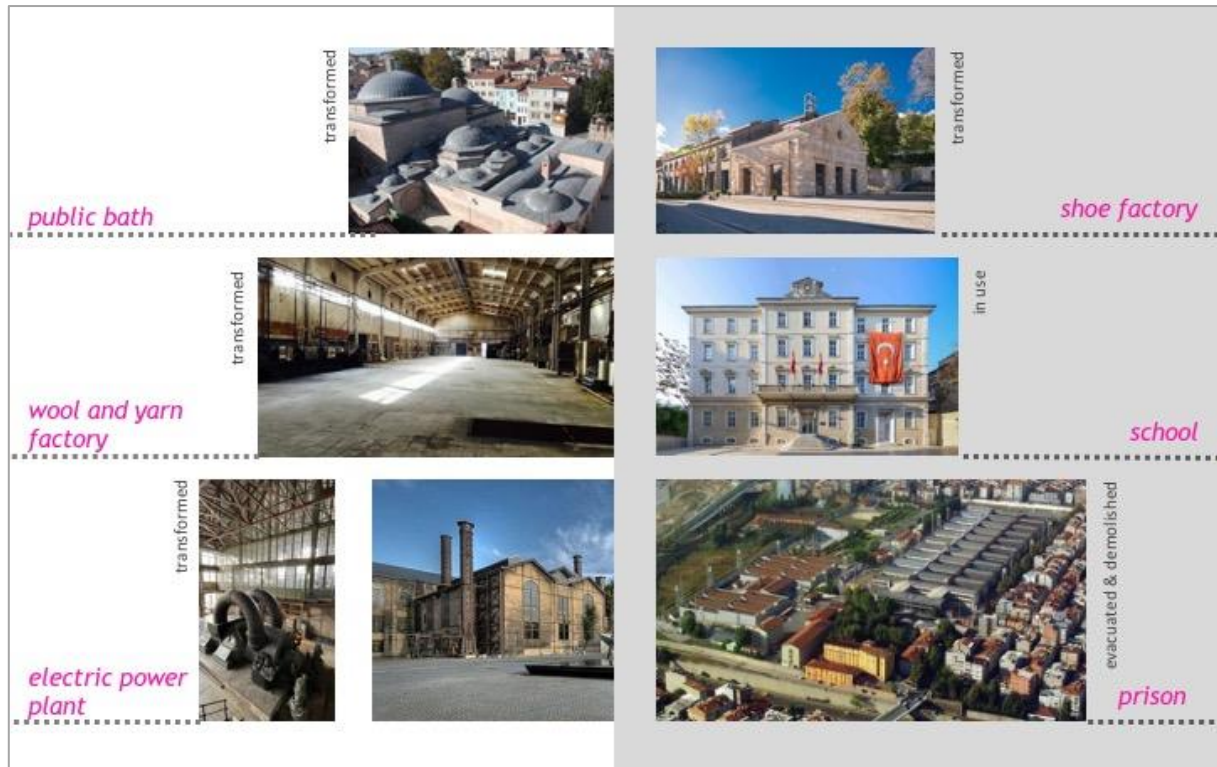 transformed
public bath
transformed
shoe factory
transformed
wool and yarn
factory
in use
school
transformed
electric power
plant
evacuated & demolished
prison